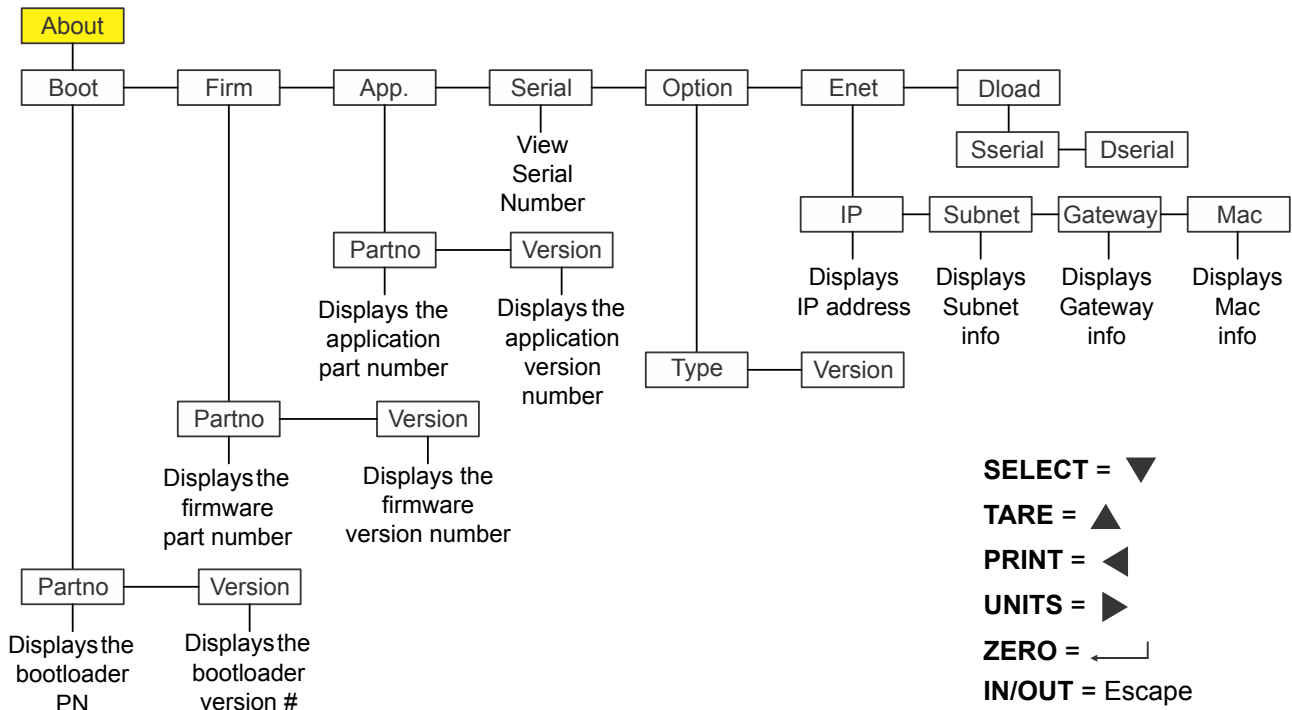 About
Boot Firm App. Serial Option Enet Dload
View
Serial
Number
Sserial Dserial
IP Subnet Gateway Mac
Displays
IP address
Displays
Subnet
info
Displays
Gateway
info
Displays
Mac
info
Partno Version
Displays the
application
part number
Displays the
application
version
number
Type Version
Partno Version
Displays the
firmware
part number
Displays the
firmware
version number
Partno Version
Displays the
bootloader
PN
Displays the
bootloader
version #
SELECT = ▼
TARE = ▲
PRINT = ◀
UNITS = ▶
ZERO = ↵
IN/OUT = Escape